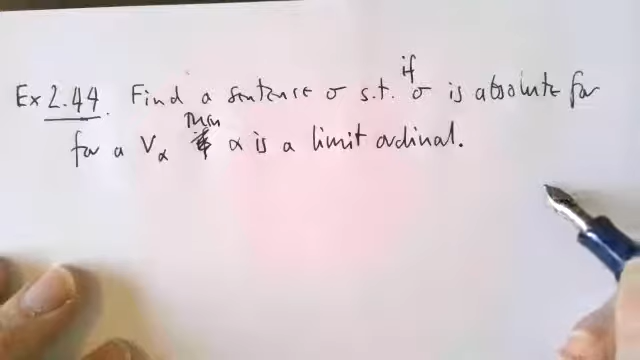 Ex 2.44. Find a sentence σ s.t. if σ is absolute for
for a Vα then α is a limit ordinal.